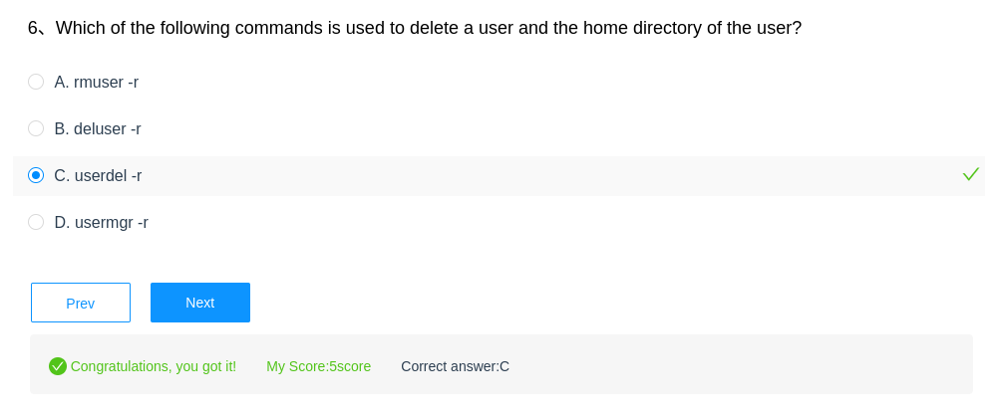 6、Which of the following commands is used to delete a user and the home directory of the user?
A. rmuser -r
B. deluser -r
C. userdel -r
D. usermgr -r
Prev Next
Congratulations, you got it! My Score:5score Correct answer:C